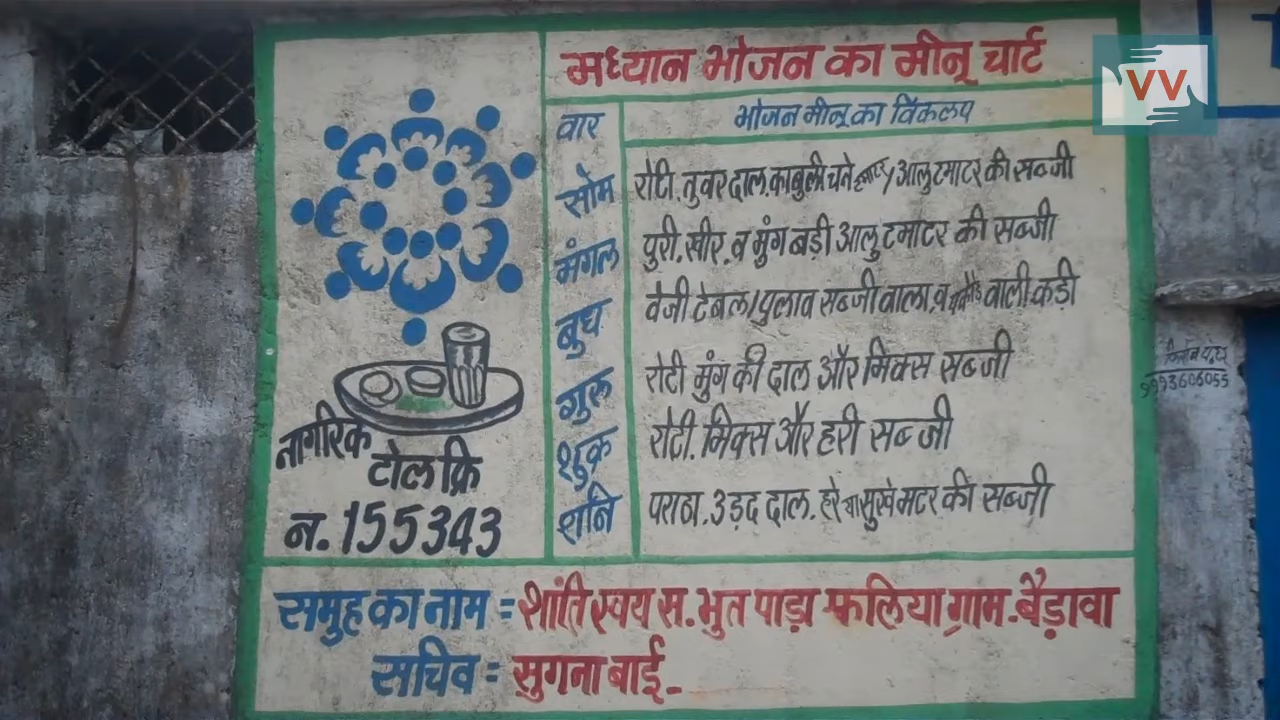 मध्यान भोजन का मीनू चार्ट
VV
वार भोजन मीनू का विकल्प
सोम रोटी. तुवर दाल. काबुली चने / आलु टमाटर की सब्जी
मंगल पुरी. खीर. व मुंग बड़ी आलु टमाटर की सब्जी
बुध वेजी टेबल/पुलाव सब्जी वाला, व वाली कड़ी
गुरु रोटी मुंग की दाल और मिक्स सब्जी
शुक्र रोटी. मिक्स और हरी सब्जी
शनि पराठा. उड़द दाल. हरे या सुखे मटर की सब्जी
नागरिक
टोल फ्रि
न. 155343
9993606055
समुह का नाम = शांति स्वय स. भुत पाड़ा फलिया ग्राम. बैड़ावा
सचिव = सुगना बाई_